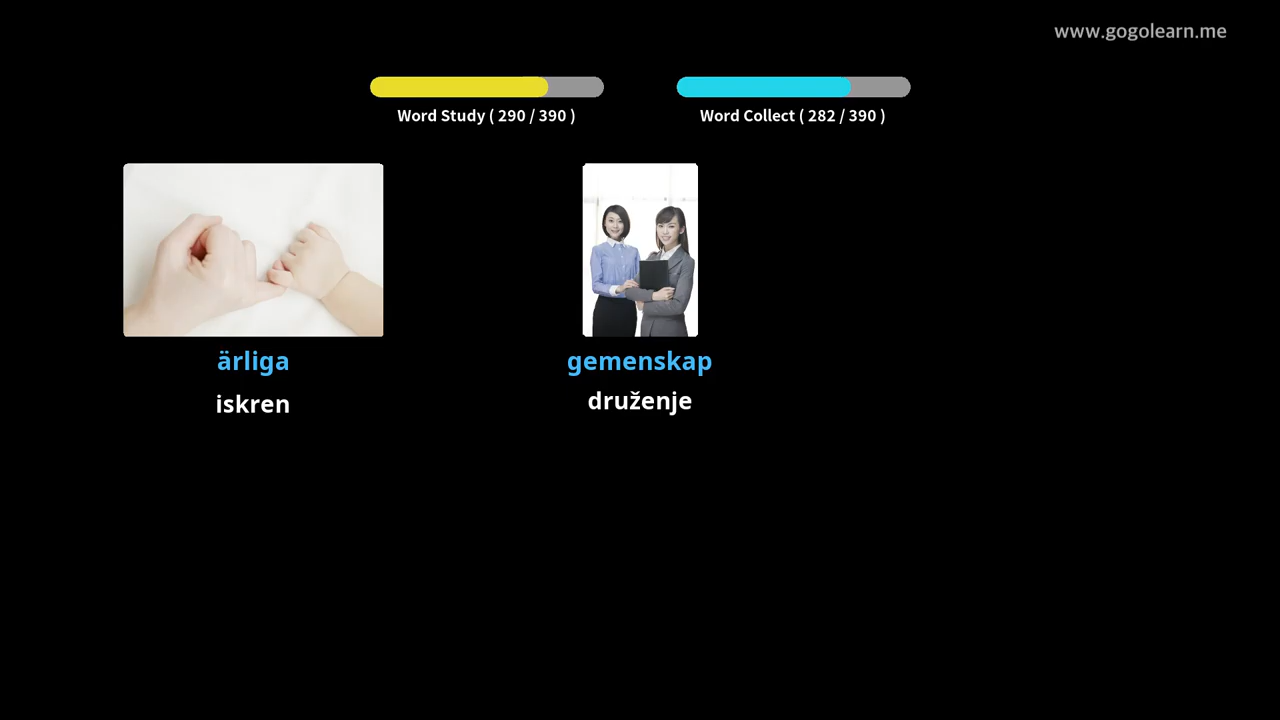 www.gogolearn.me
Word Study ( 290 / 390 )
Word Collect ( 282 / 390 )
ärliga
iskren
gemenskap
druženje